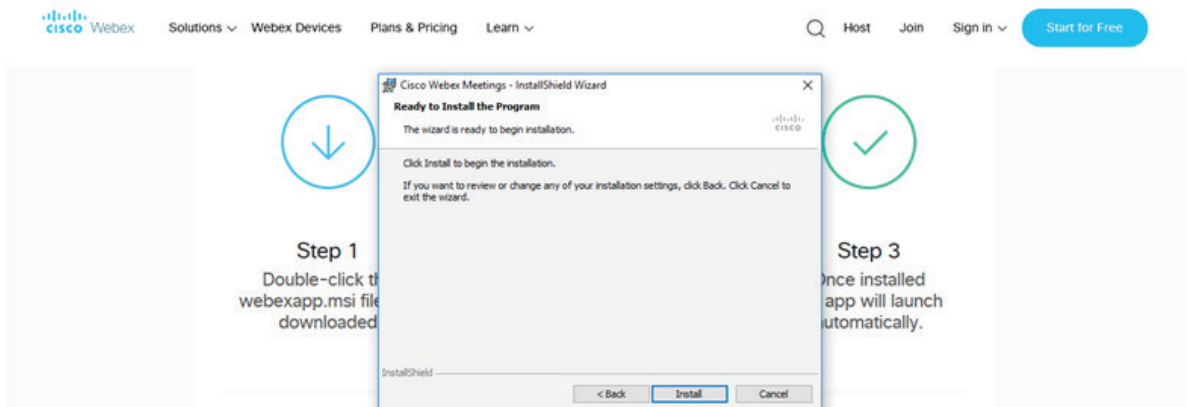 cisco Webex Solutions Webex Devices Plans & Pricing Learn Host Join Sign in Start for Free
Cisco Webex Meetings - InstallShield Wizard
Ready to Install the Program
The wizard is ready to begin installation.
cisco
Click Install to begin the installation.
If you want to review or change any of your installation settings, click Back. Click Cancel to
exit the wizard.
InstallShield
< Back Install Cancel
Step 1
Double-click th
webexapp.msi file
downloaded
Step 3
Once installed
app will launch
automatically.